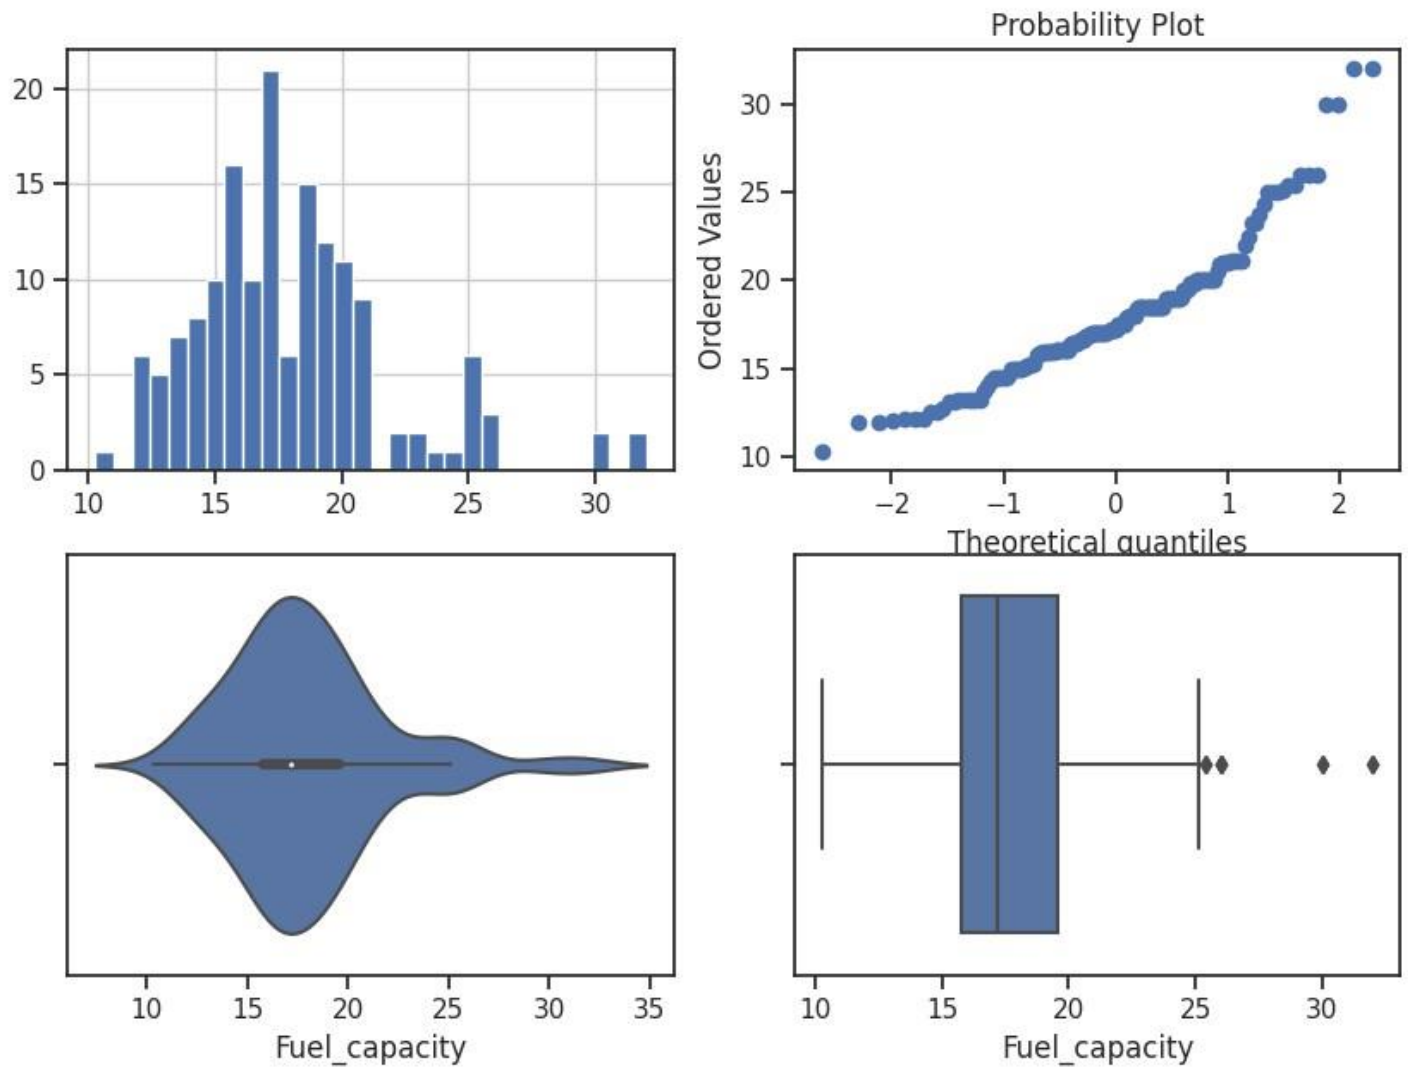 Probability Plot
20
15
10
5
0
10 15 20 25 30
Ordered Values
30
25
20
15
10
−2 −1 0 1 2
Theoretical quantiles
10 15 20 25 30 35
Fuel_capacity
10 15 20 25 30
Fuel_capacity